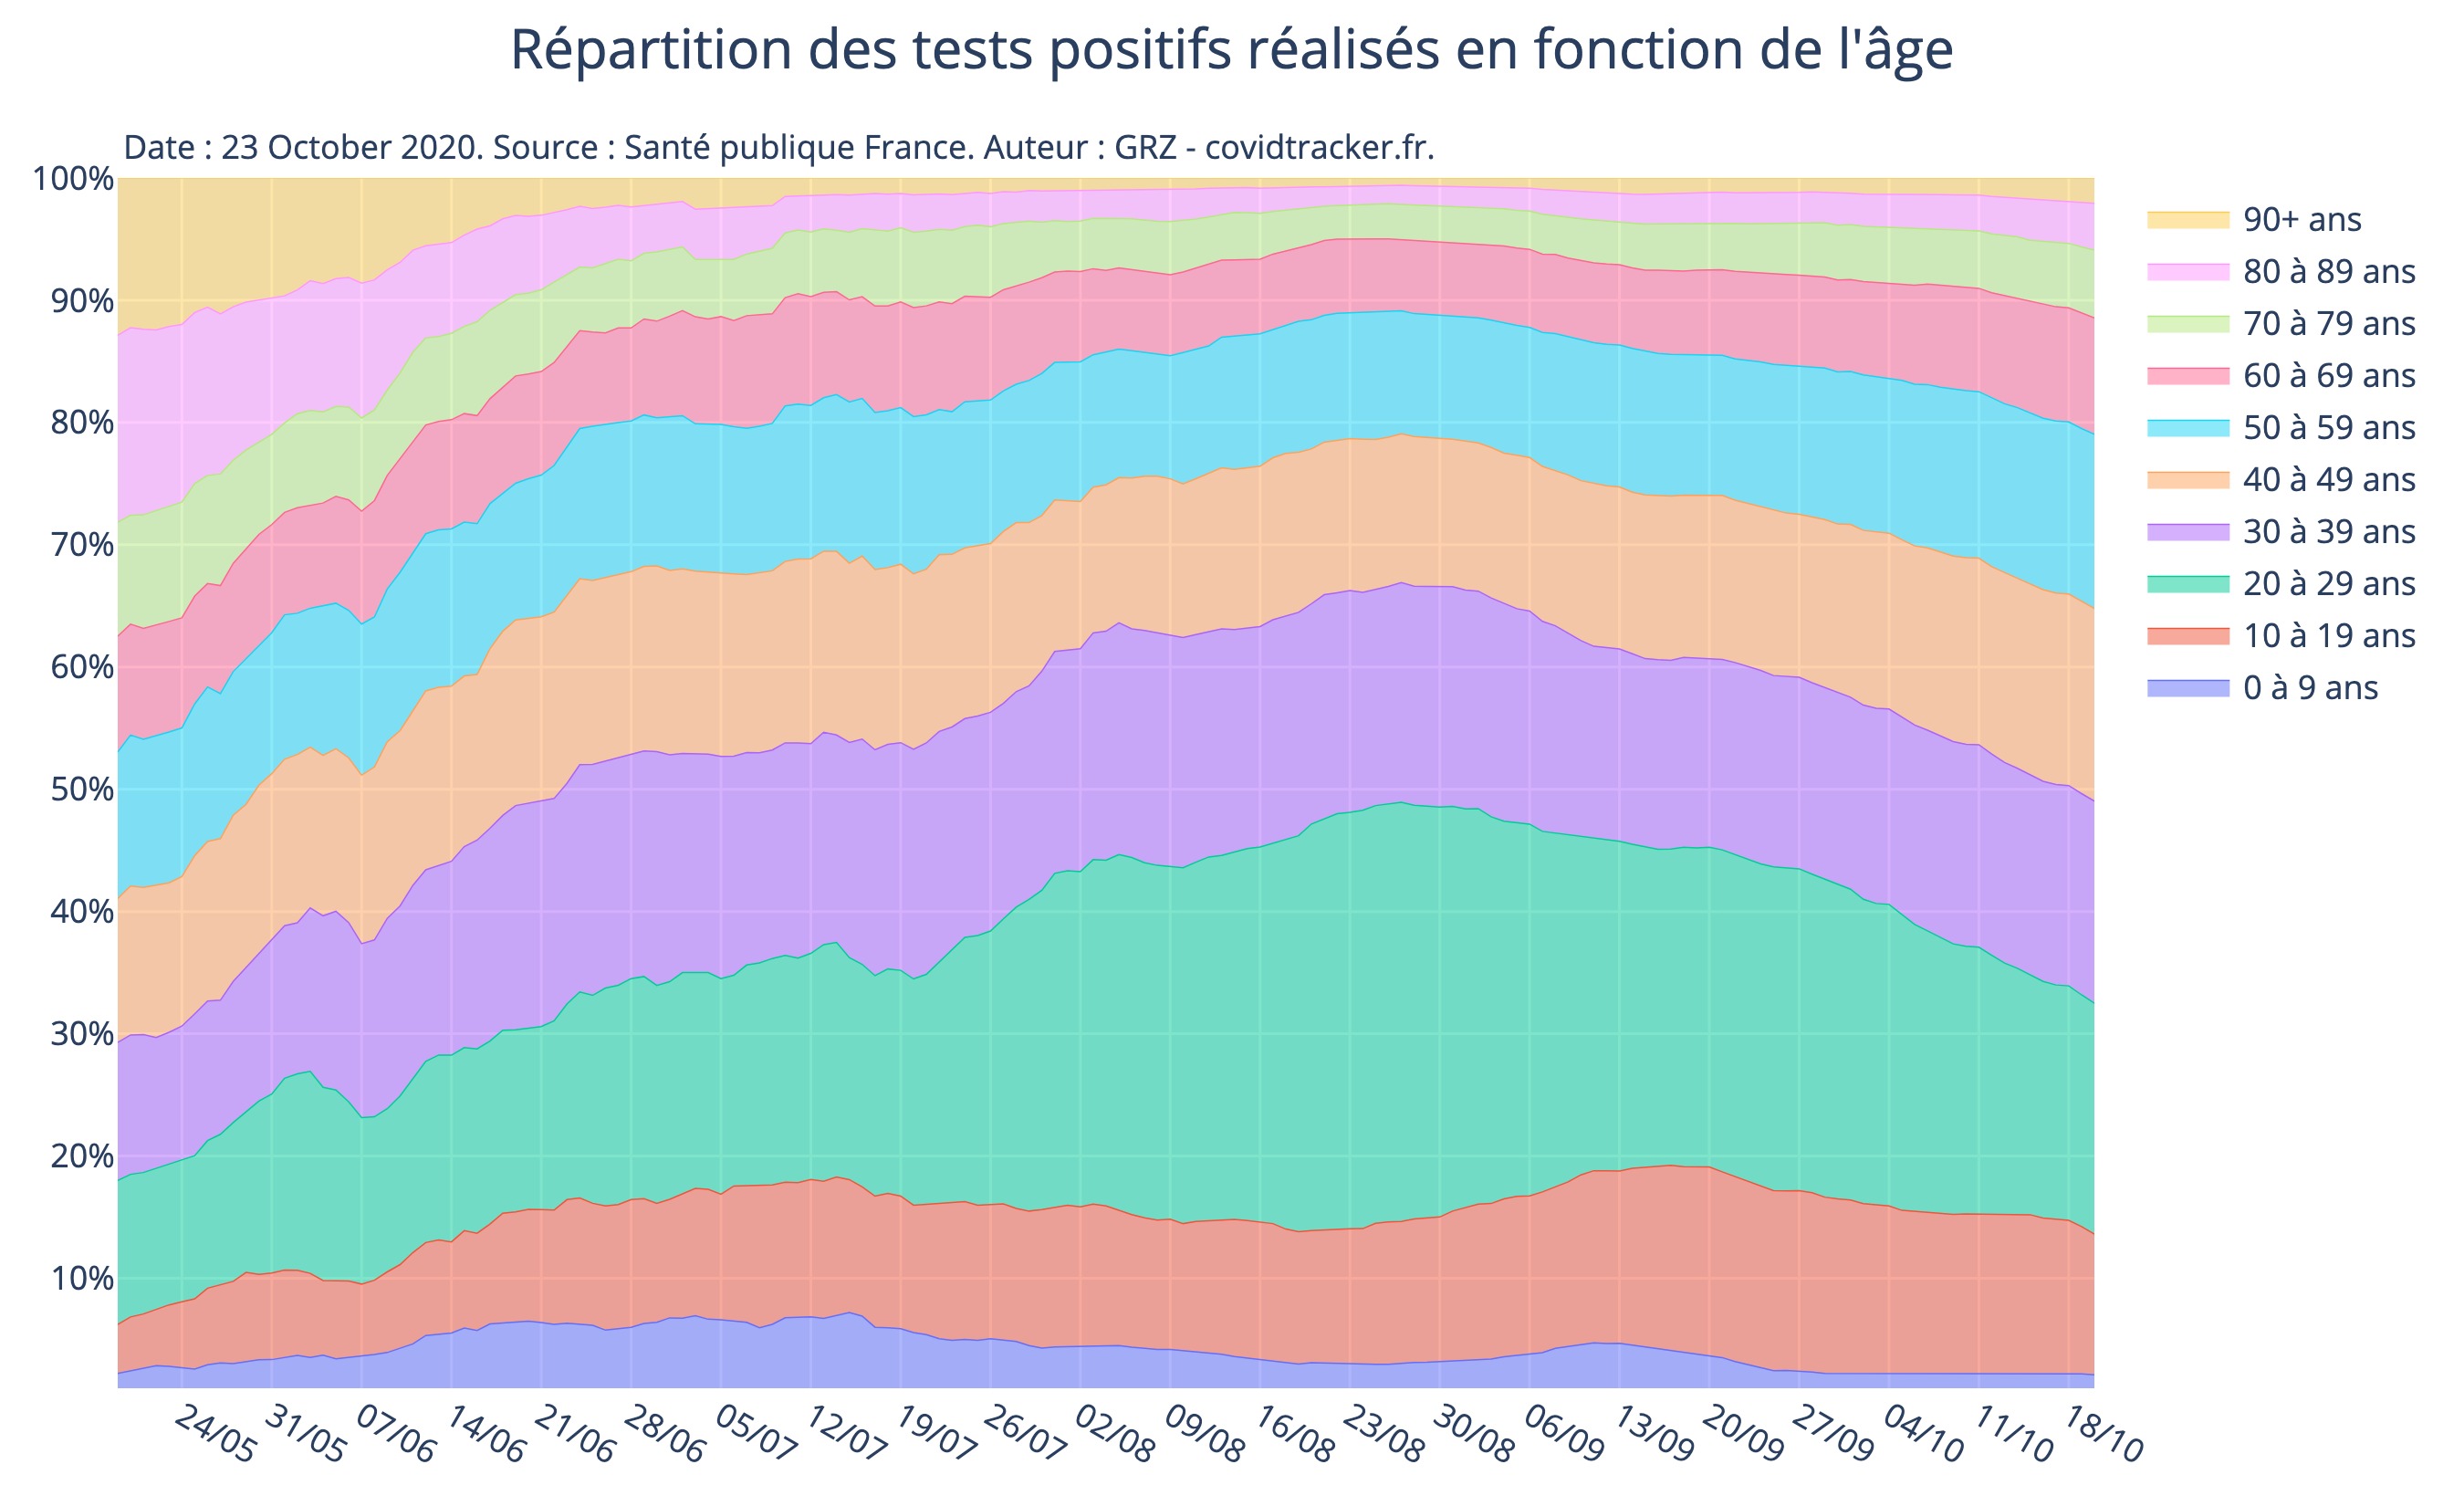 Répartition des tests positifs réalisés en fonction de l'âge
Date : 23 October 2020. Source : Santé publique France. Auteur : GRZ - covidtracker.fr.
100%
90%
80%
70%
60%
50%
40%
30%
20%
10%
90+ ans
80 à 89 ans
70 à 79 ans
60 à 69 ans
50 à 59 ans
40 à 49 ans
30 à 39 ans
20 à 29 ans
10 à 19 ans
0 à 9 ans
24/05 31/05 07/06 14/06 21/06 28/06 05/07 12/07 19/07 26/07 02/08 09/08 16/08 23/08 30/08 06/09 13/09 20/09 27/09 04/10 11/10 18/10